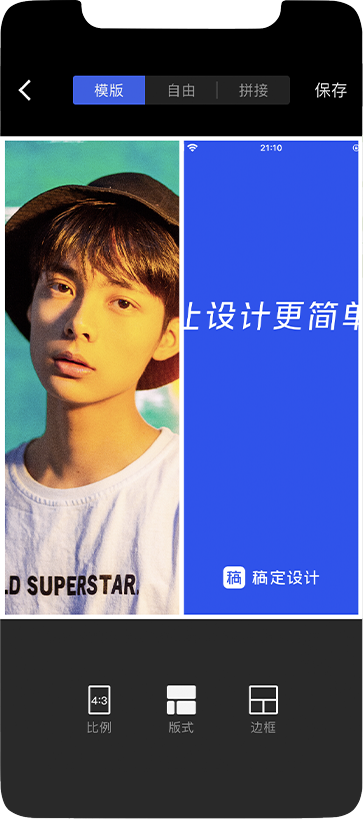 模版
自由
拼接
保存
21:10
上设计更简单
LD SUPERSTAR.
稿 稿定设计
4:3
比例
版式
边框